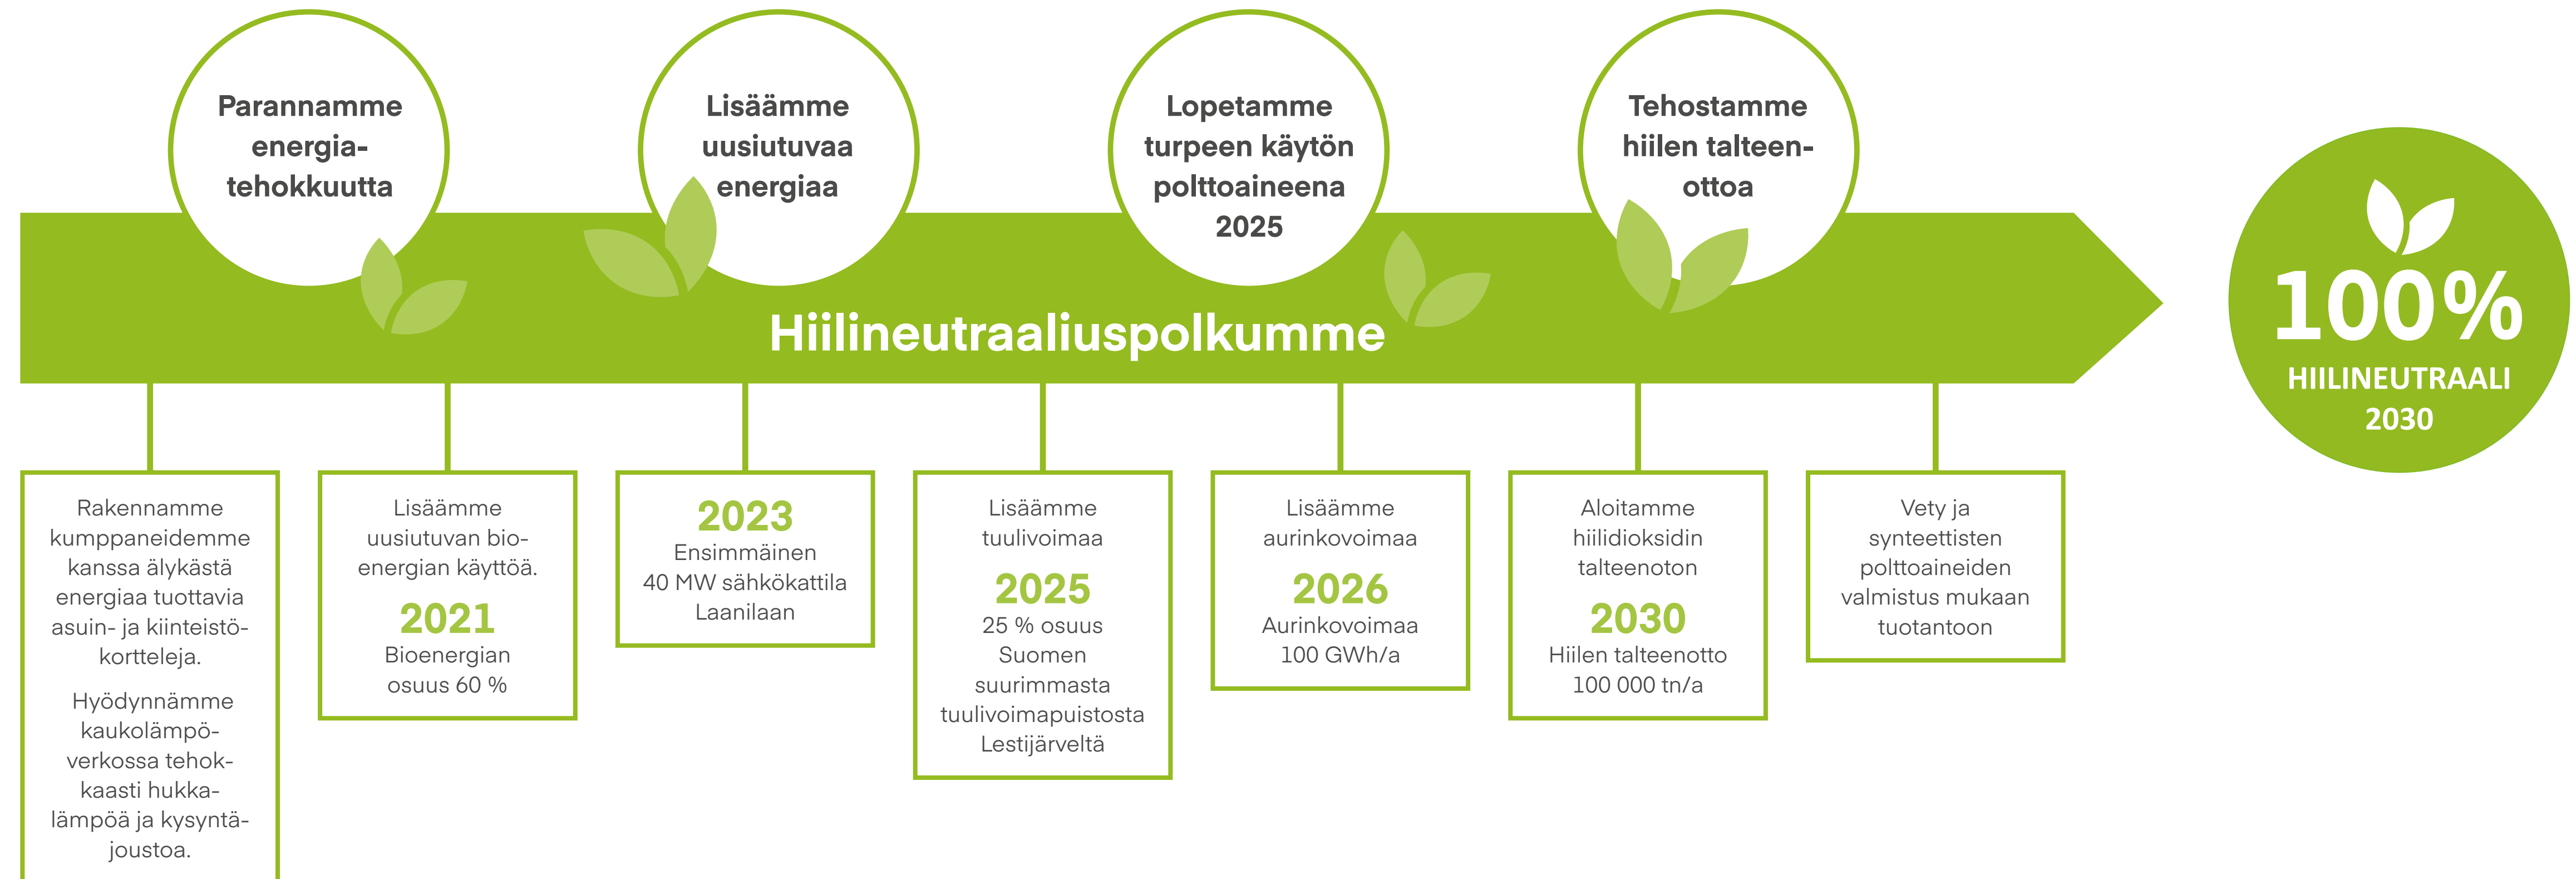 Parannamme
energia-
tehokkuutta
Lisäämme
uusiutuvaa
energiaa
Lopetamme
turpeen käytön
polttoaineena
2025
Tehostamme
hiilen talteen-
ottoa
Hiilineutraaliuspolkumme
100%
HIILINEUTRAALI
2030
Rakennamme
kumppaneidemme
kanssa älykästä
energiaa tuottavia
asuin- ja kiinteistö-
kortteleja.
Hyödynnämme
kaukolämpö-
verkossa tehok-
kaasti hukka-
lämpöä ja kysyntä-
joustoa.
Lisäämme
uusiutuvan bio-
energian käyttöä.
2021
Bioenergian
osuus 60 %
2023
Ensimmäinen
40 MW sähkökattila
Laanilaan
Lisäämme
tuulivoimaa
2025
25 % osuus
Suomen
suurimmasta
tuulivoimapuistosta
Lestijärveltä
Lisäämme
aurinkovoimaa
2026
Aurinkovoimaa
100 GWh/a
Aloitamme
hiilidioksidin
talteenoton
2030
Hiilen talteenotto
100 000 tn/a
Vety ja
synteettisten
polttoaineiden
valmistus mukaan
tuotantoon